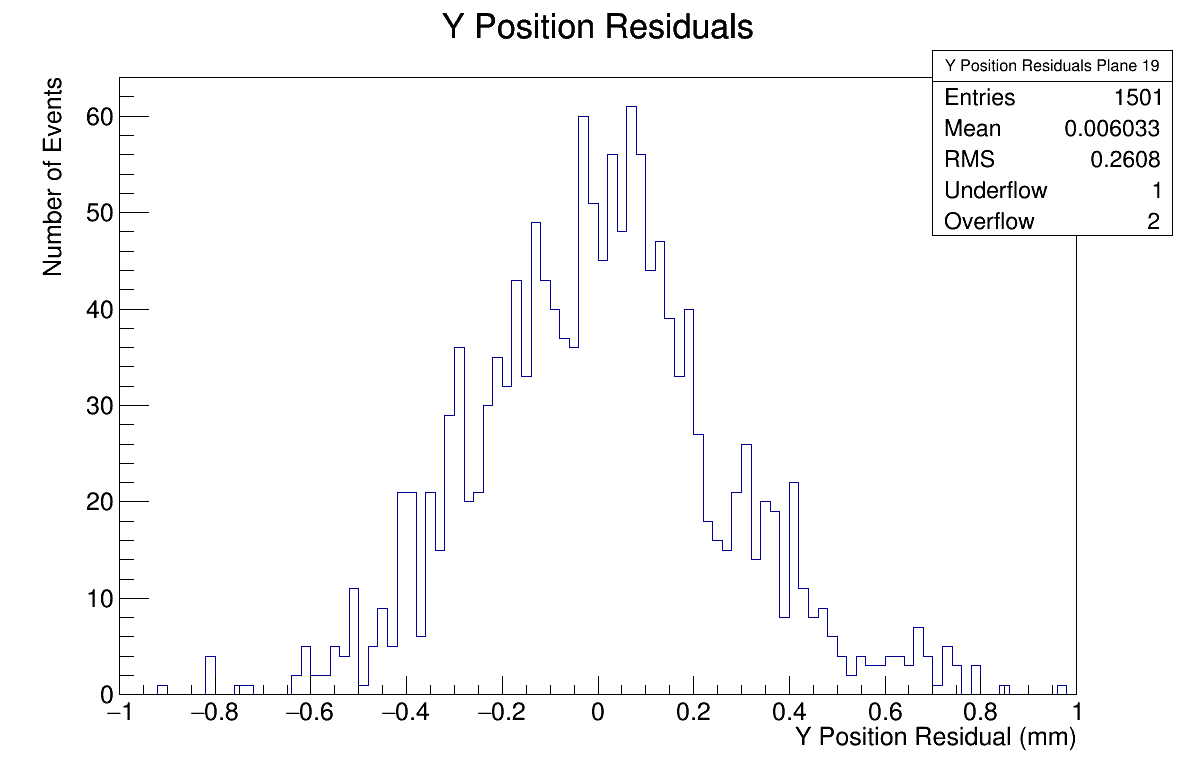 Y Position Residuals
Y Position Residuals Plane 19
Entries 1501
Mean 0.006033
RMS 0.2608
Underflow 1
Overflow 2
Number of Events
60
50
40
30
20
10
0
−1 −0.8 −0.6 −0.4 −0.2 0 0.2 0.4 0.6 0.8 1
Y Position Residual (mm)